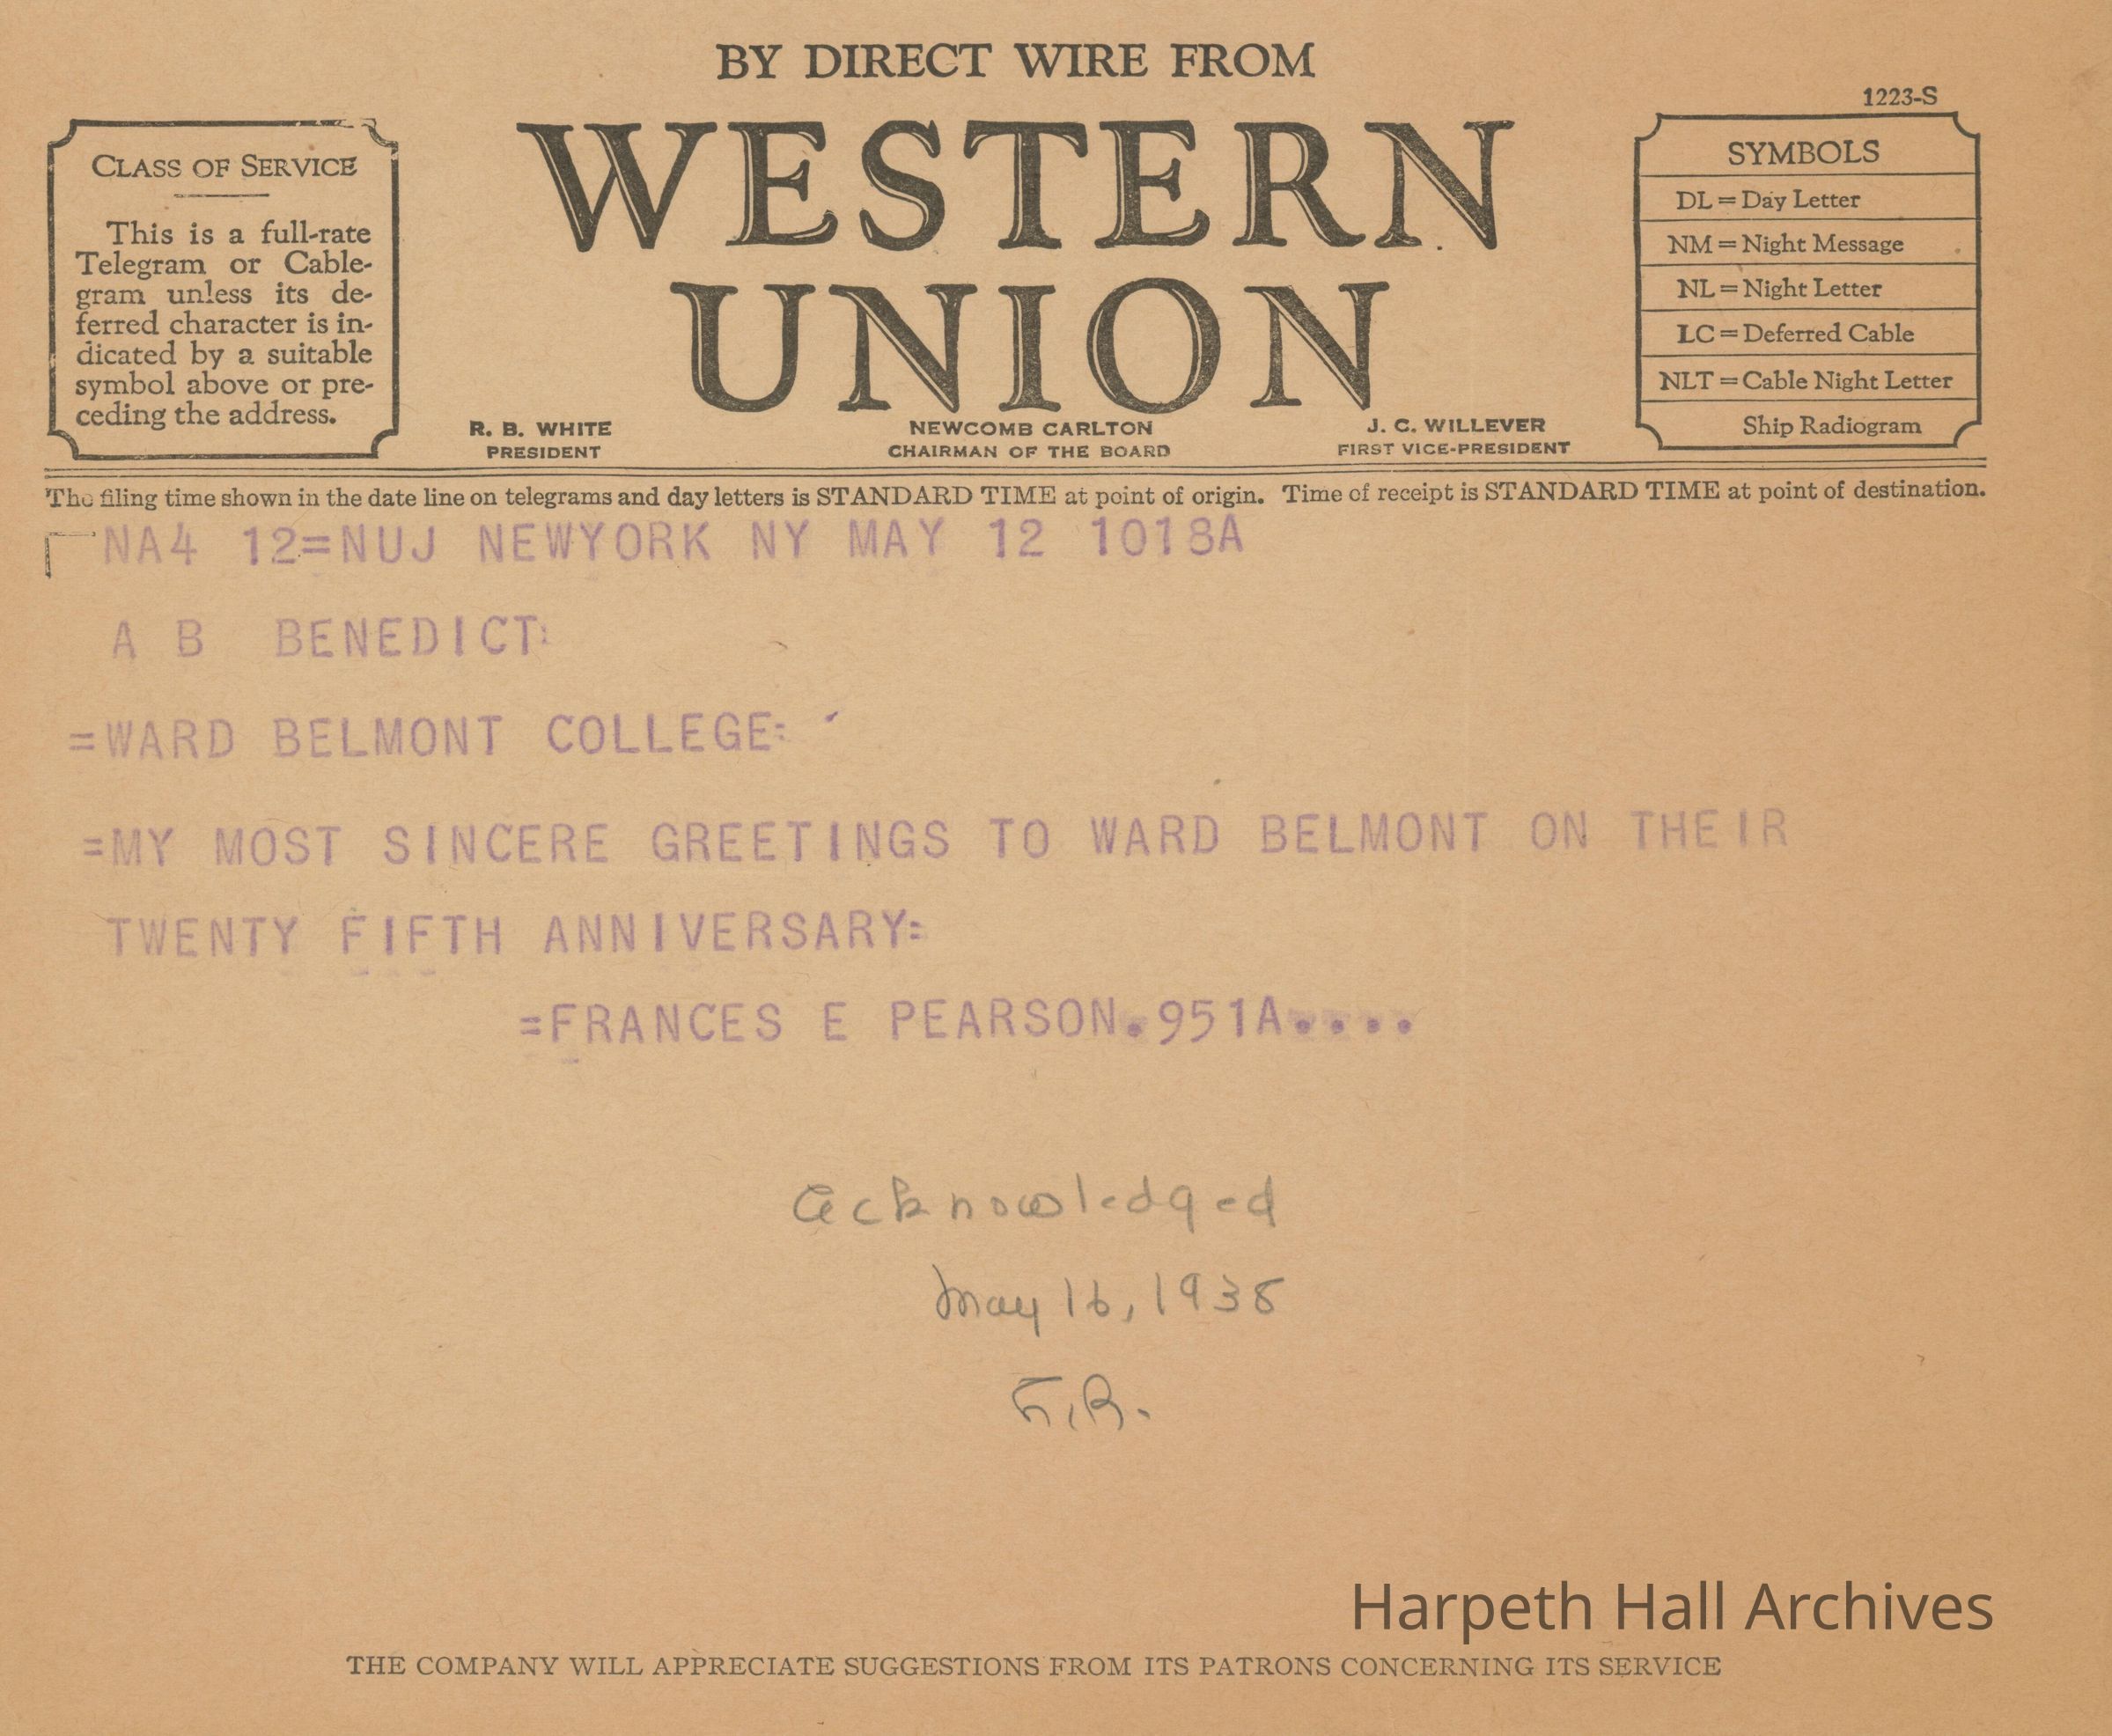 BY DIRECT WIRE FROM
WESTERN
UNION
1223-S
CLASS OF SERVICE
This is a full-rate
Telegram or Cable-
gram unless its de-
ferred character is in-
dicated by a suitable
symbol above or pre-
ceding the address.
R. B. WHITE
PRESIDENT
NEWCOMB CARLTON
CHAIRMAN OF THE BOARD
J. C. WILLEVER
FIRST VICE-PRESIDENT
SYMBOLS
DL = Day Letter
NM = Night Message
NL = Night Letter
LC = Deferred Cable
NLT = Cable Night Letter
Ship Radiogram
The filing time shown in the date line on telegrams and day letters is STANDARD TIME at point of origin. Time of receipt is STANDARD TIME at point of destination.
NA4 12=NUJ NEWYORK NY MAY 12 1018A
A B BENEDICT:
=WARD BELMONT COLLEGE:
=MY MOST SINCERE GREETINGS TO WARD BELMONT ON THEIR
TWENTY FIFTH ANNIVERSARY=
=FRANCES E PEARSON.951A....
Acknowledged
May 16, 1938
F.R.
Harpeth Hall Archives
THE COMPANY WILL APPRECIATE SUGGESTIONS FROM ITS PATRONS CONCERNING ITS SERVICE